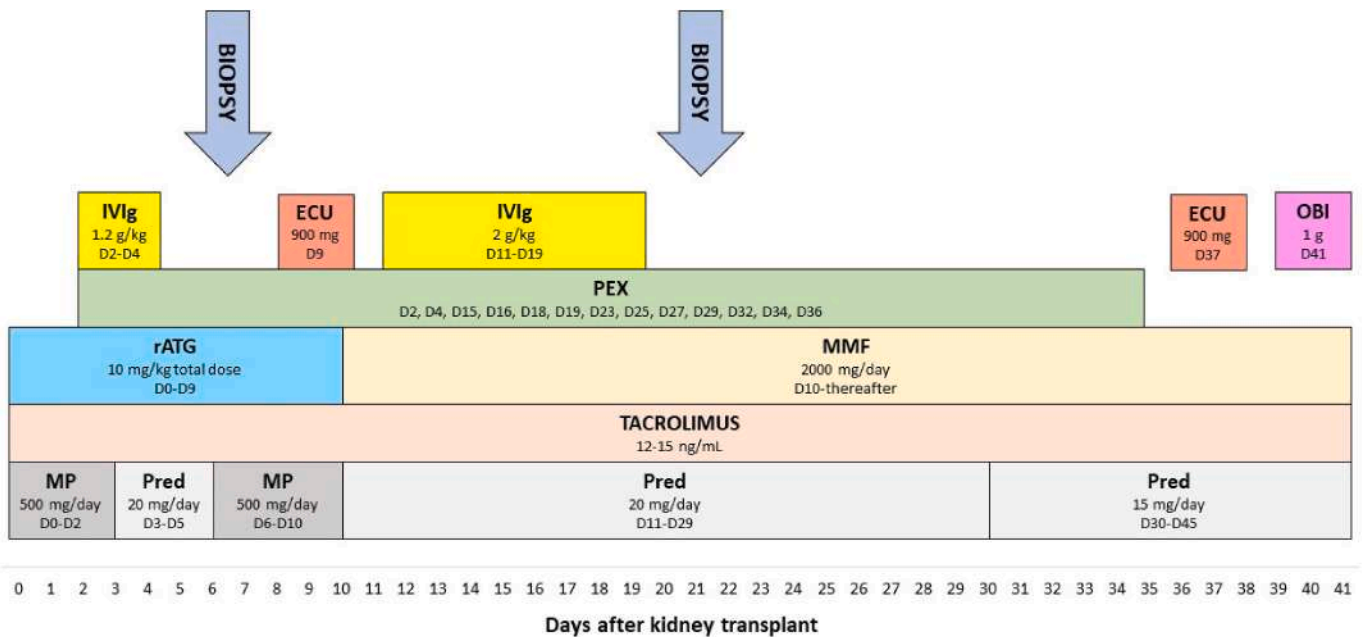 BIOPSY
BIOPSY
IVIg
1.2 g/kg
D2-D4
ECU
900 mg
D9
IVIg
2 g/kg
D11-D19
ECU
900 mg
D37
OBI
1 g
D41
PEX
D2, D4, D15, D16, D18, D19, D23, D25, D27, D29, D32, D34, D36
rATG
10 mg/kg total dose
D0-D9
MMF
2000 mg/day
D10-thereafter
TACROLIMUS
12-15 ng/mL
MP
500 mg/day
D0-D2
Pred
20 mg/day
D3-D5
MP
500 mg/day
D6-D10
Pred
20 mg/day
D11-D29
Pred
15 mg/day
D30-D45
0 1 2 3 4 5 6 7 8 9 10 11 12 13 14 15 16 17 18 19 20 21 22 23 24 25 26 27 28 29 30 31 32 33 34 35 36 37 38 39 40 41
Days after kidney transplant